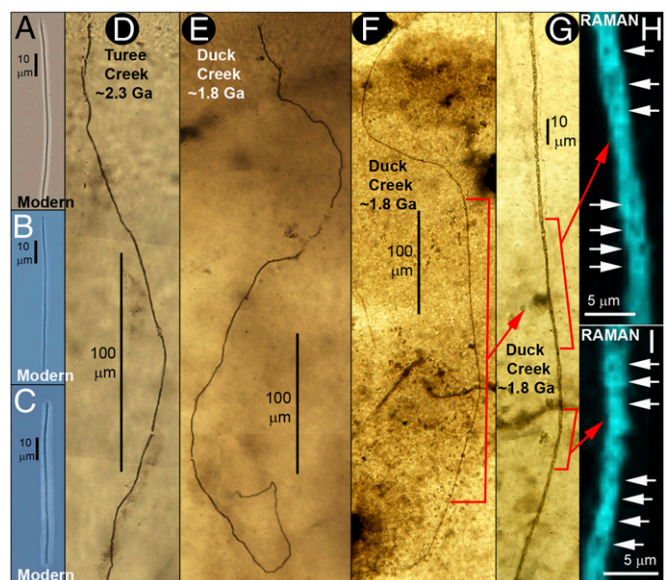 A
10
μm
Modern
B
10
μm
Modern
C
10
μm
Modern
D
Turee
Creek
~2.3 Ga
100
μm
E
Duck
Creek
~1.8 Ga
100
μm
F
Duck
Creek
~1.8 Ga
100
μm
G
10
μm
Duck
Creek
~1.8 Ga
RAMAN H
5 μm
RAMAN I
5 μm